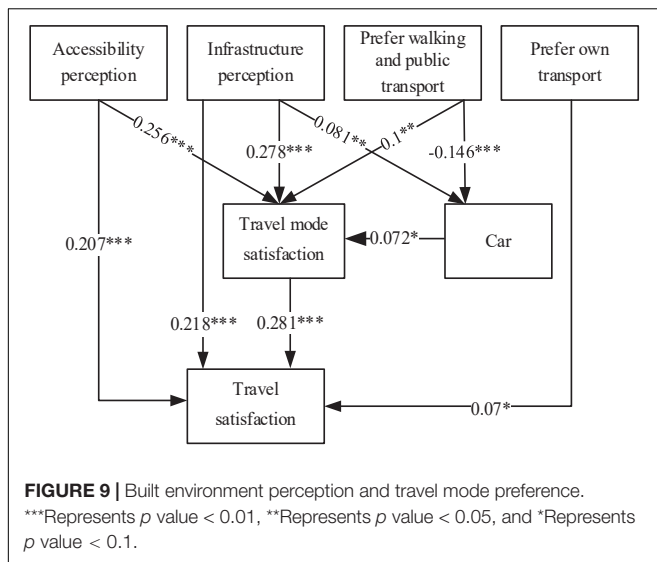 Accessibility
perception
Infrastructure
perception
Prefer walking
and public
transport
Prefer own
transport
0.256***
0.278***
0.081**
0.1**
-0.146***
Travel mode
satisfaction
0.072*
Car
0.207***
0.218***
0.281***
Travel
satisfaction
0.07*
FIGURE 9 | Built environment perception and travel mode preference.
***Represents p value < 0.01, **Represents p value < 0.05, and *Represents
p value < 0.1.